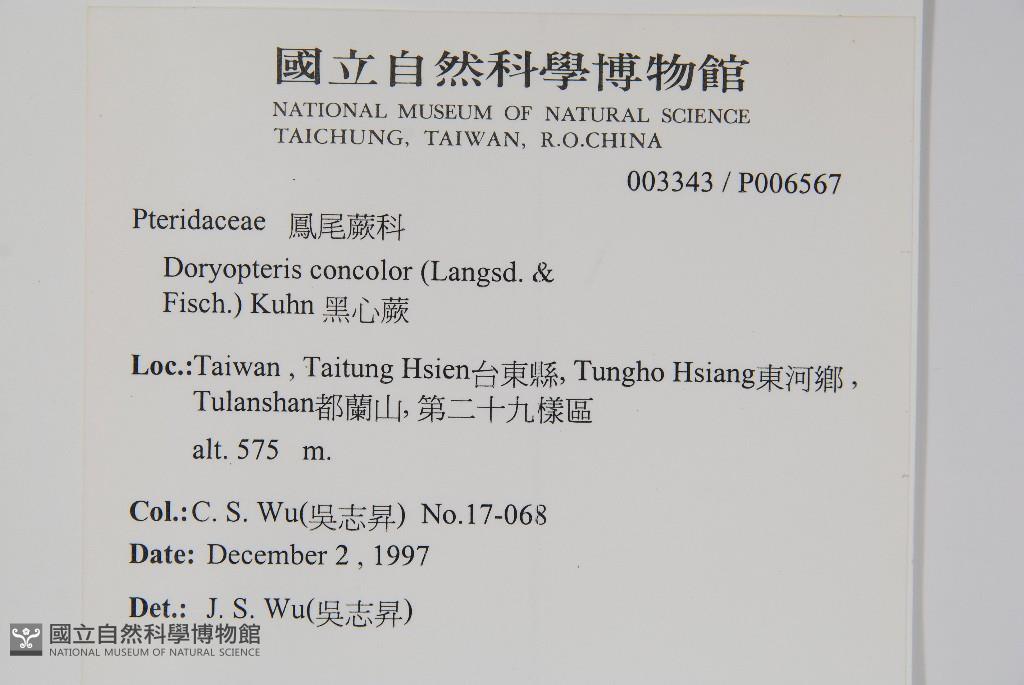 國立自然科學博物館
NATIONAL MUSEUM OF NATURAL SCIENCE
TAICHUNG, TAIWAN, R.O.CHINA
003343 / P006567
Pteridaceae 鳳尾蕨科
Doryopteris concolor (Langsd. &
Fisch.) Kuhn 黑心蕨
Loc.:Taiwan , Taitung Hsien台東縣, Tungho Hsiang東河鄉 ,
Tulanshan都蘭山, 第二十九樣區
alt. 575 m.
Col.: C. S. Wu(吳志昇) No.17-068
Date: December 2 , 1997
Det.: J. S. Wu(吳志昇)
國立自然科學博物館
NATIONAL MUSEUM OF NATURAL SCIENCE